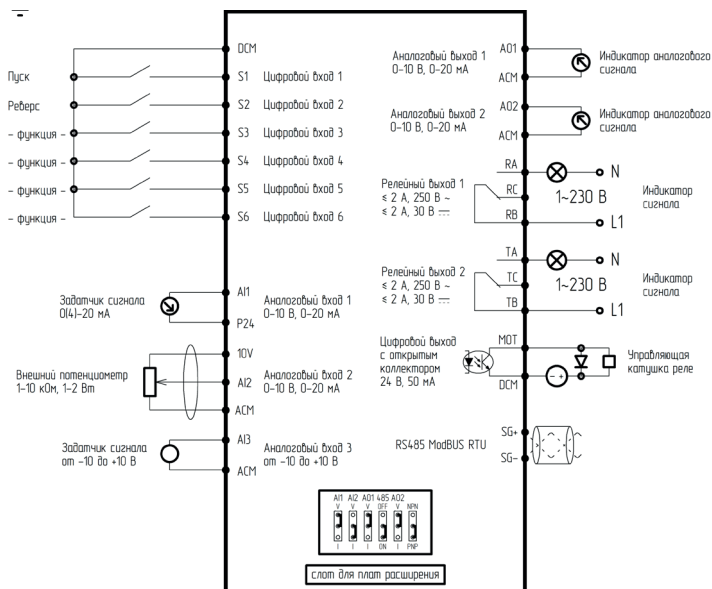 DCM
Пуск
S1 Цифровой вход 1
Реверс
S2 Цифровой вход 2
- функция -
S3 Цифровой вход 3
- функция -
S4 Цифровой вход 4
- функция -
S5 Цифровой вход 5
- функция -
S6 Цифровой вход 6
Задатчик сигнала
0(4)-20 мА
AI1
P24
Аналоговый вход 1
0-10 В, 0-20 мА
Внешний потенциометр
1-10 кОм, 1-2 Вт
10V
AI2
ACM
Аналоговый вход 2
0-10 В, 0-20 мА
Задатчик сигнала
от -10 до +10 В
AI3
ACM
Аналоговый вход 3
от -10 до +10 В
Аналоговый выход 1
0-10 В, 0-20 мА
AO1
ACM
Индикатор аналогового
сигнала
Аналоговый выход 2
0-10 В, 0-20 мА
AO2
ACM
Индикатор аналогового
сигнала
Релейный выход 1
≤ 2 А, 250 В ~
≤ 2 А, 30 В ⎓
RA
RC
RB
N
1~230 В
L1
Индикатор
сигнала
Релейный выход 2
≤ 2 А, 250 В ~
≤ 2 А, 30 В ⎓
TA
TC
TB
N
1~230 В
L1
Индикатор
сигнала
Цифровой выход
с открытым
коллектором
24 В, 50 мА
MOT
DCM
- +
Управляющая
катушка реле
RS485 ModBUS RTU
SG+
SG-
AI1 AI2 AO1 485 AO2
V V V OFF V NPN
I I I ON I PNP
слот для плат расширения